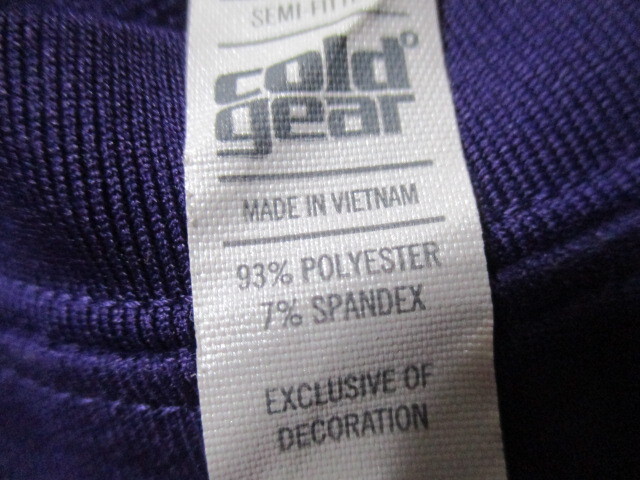 SEMI-FITTED
cold°
gear
MADE IN VIETNAM
93% POLYESTER
7% SPANDEX
EXCLUSIVE OF
DECORATION